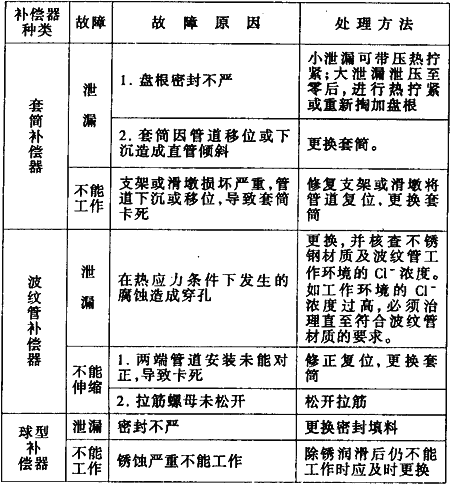 补偿器
种类
故障
故障原因
处理方法
套筒补偿器
泄漏
1. 盘根密封不严
小泄漏可带压热拧
紧；大泄漏泄压至
零后，进行热拧紧
或重新掏加盘根
2. 套筒因管道移位或下
沉造成直管倾斜
更换套筒。
不能
工作
支架或滑墩损坏严重，管
道下沉或移位，导致套筒
卡死
修复支架或滑墩将
管道复位，更换套
筒
波纹管补偿器
泄漏
在热应力条件下发生的
腐蚀造成穿孔
更换，并核查不锈
钢材质及波纹管工
作环境的Cl⁻浓度。
如工作环境的Cl⁻
浓度过高，必须治
理直至符合波纹管
材质的要求。
不能
伸缩
1. 两端管道安装未能对
正，导致卡死
修正复位，更换套
筒
2. 拉筋螺母未松开
松开拉筋
球型
补
偿器
泄漏
密封不严
更换密封填料
不能
工作
锈蚀严重不能工作
除锈润滑后仍不能
工作时应及时更换